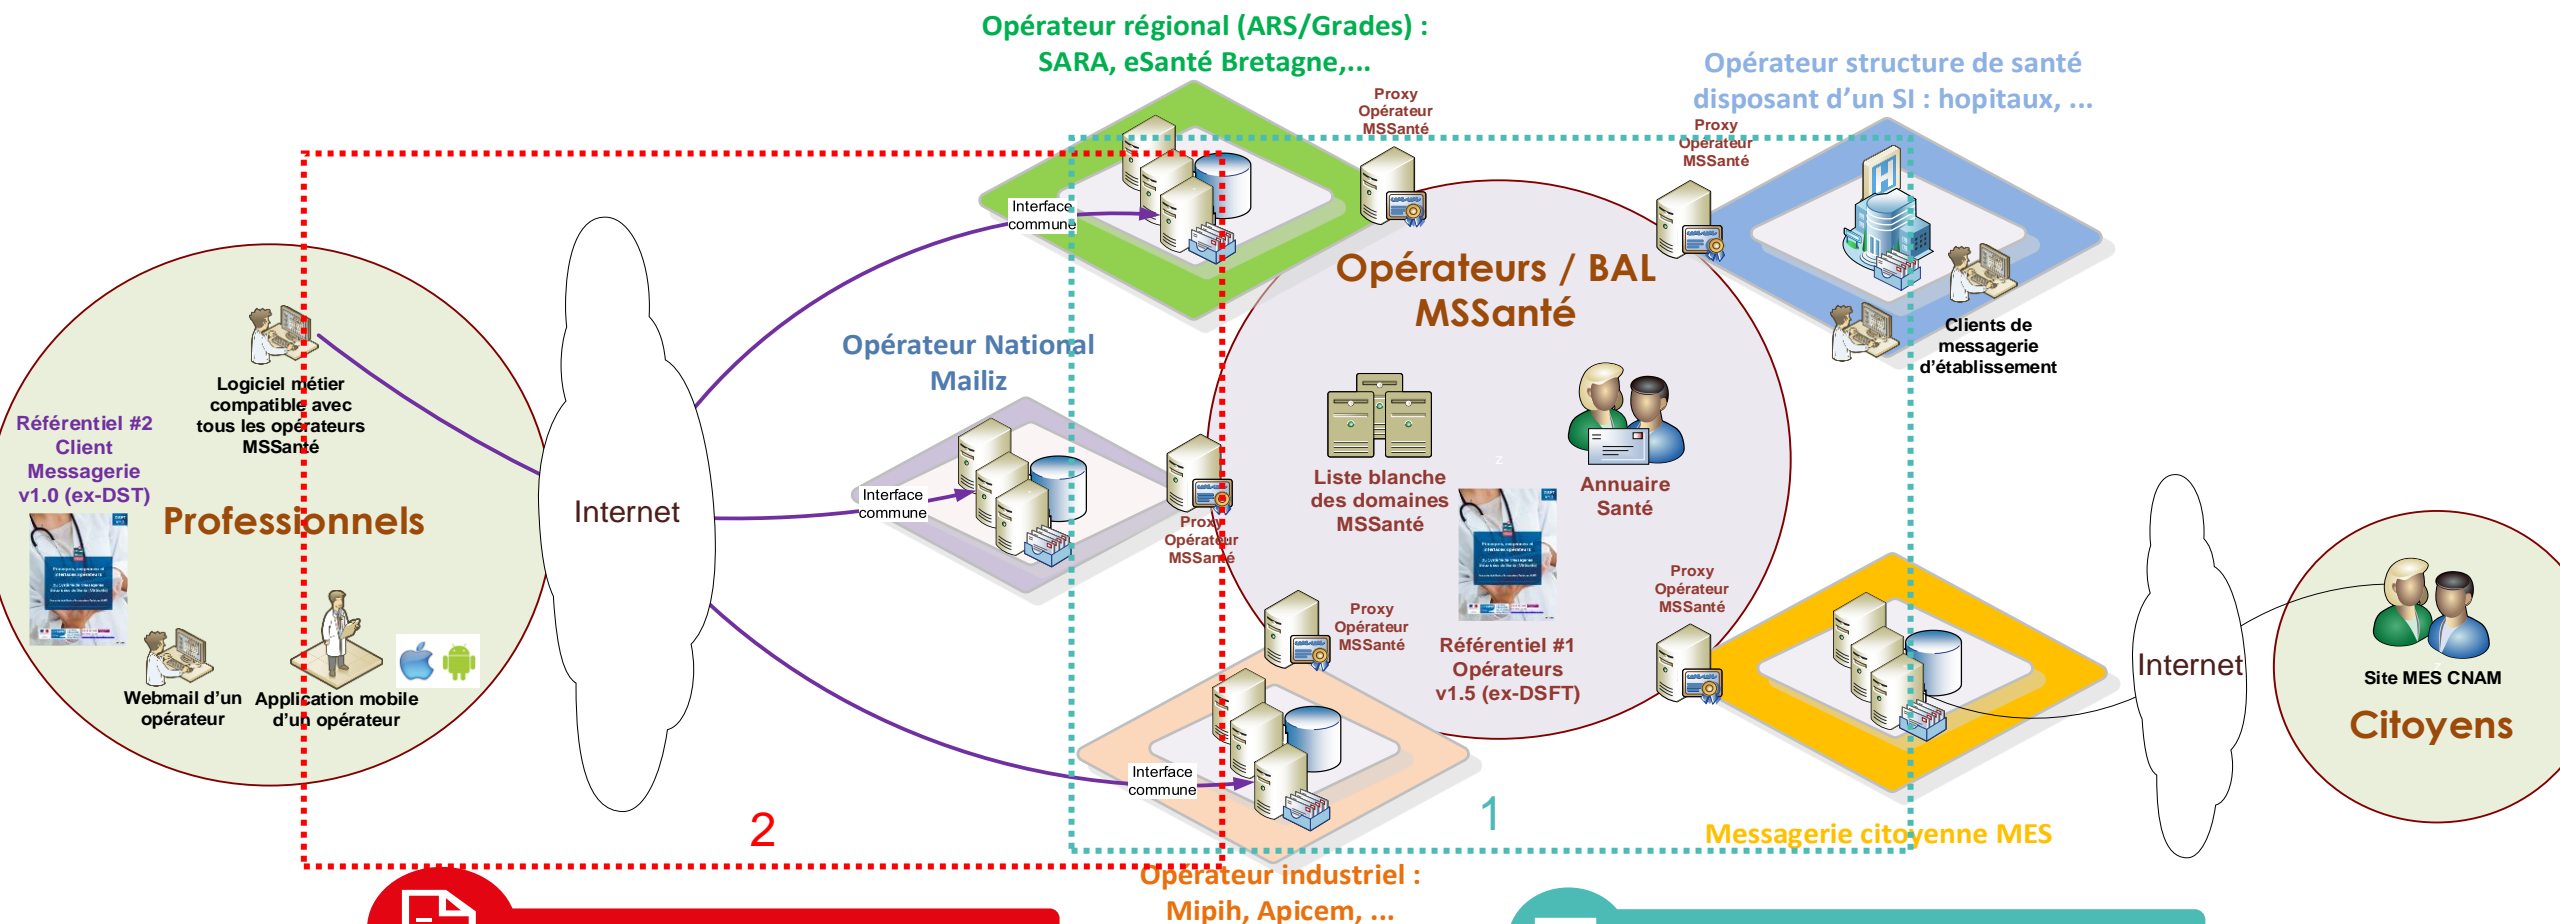 Opérateur régional (ARS/Grades) :
SARA, eSanté Bretagne,...
Opérateur structure de santé
disposant d'un SI : hopitaux, ...
Proxy
Opérateur
MSSanté
Proxy
Opérateur
MSSanté
Interface
commune
Opérateurs / BAL
MSSanté
Clients de
messagerie
d'établissement
Opérateur National
Mailiz
Logiciel métier
compatible avec
tous les opérateurs
MSSanté
Référentiel #2
Client
Messagerie
v1.0 (ex-DST)
Professionnels
Internet
Interface
commune
Proxy
Opérateur
MSSanté
Liste blanche
des domaines
MSSanté
z
Annuaire
Santé
Référentiel #1
Opérateurs
v1.5 (ex-DSFT)
Proxy
Opérateur
MSSanté
Proxy
Opérateur
MSSanté
Webmail d'un
opérateur
Application mobile
d'un opérateur
Internet
Site MES CNAM
Citoyens
Interface
commune
2
1
Messagerie citoyenne MES
Opérateur industriel :
Mipih, Apicem, ...